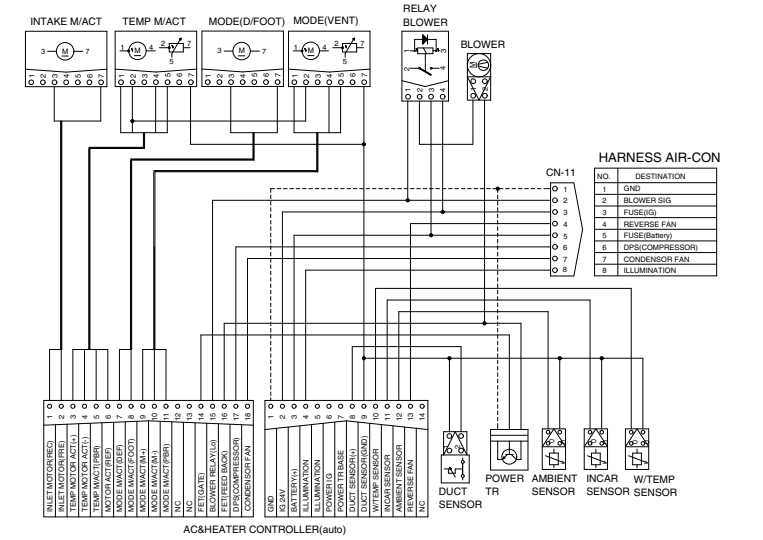 RELAY
BLOWER
INTAKE M/ACT
TEMP M/ACT
MODE(D/FOOT)
MODE(VENT)
BLOWER
3 M 7
1 M 4 2 7
5
3 M 7
1 M 4 2 7
5
1 3
2 4
M
1 2 3 4 5 6 7
1 2 3 4 5 6 7
1 2 3 4 5 6 7
1 2 3 4 5 6 7
1 2 3 4
1 2
HARNESS AIR-CON
CN-11
NO. DESTINATION
1 GND
2 BLOWER SIG
3 FUSE(IG)
4 REVERSE FAN
5 FUSE(Battery)
6 DPS(COMPRESSOR)
7 CONDENSOR FAN
8 ILLUMINATION
1
2
3
4
5
6
7
8
1 2 3 4 5 6 7 8 9 10 11 12 13 14 15 16 17 18
INLET MOTOR(REC)
INLET MOTOR(FRE)
TEMP MOTOR ACT(+)
TEMP MOTOR ACT(-)
TEMP M/ACT(PBR)
MOTOR ACT(REF)
MODE M/ACT(DEF)
MODE M/ACT(FOOT)
MODE M/ACT(M+)
MODE M/ACT(M-)
MODE M/ACT(PBR)
NC
NC
FET(GATE)
BLOWER RELAY(Lo)
FET(FEED BACK)
DPS(COMPRESSOR)
CONDENSOR FAN
1 2 3 4 5 6 7 8 9 10 11 12 13 14
GND
IG 24V
BATTERY(+)
ILLUMINATION
ILLUMINATION
POWER IG
POWER TR BASE
DUCT SENSOR(+)
DUCT SENSOR(GND)
W/TEMP SENSOR
INCAR SENSOR
AMBIENT SENSOR
REVERSE FAN
NC
AC&HEATER CONTROLLER(auto)
DUCT
SENSOR
POWER
TR
AMBIENT
SENSOR
INCAR
SENSOR
W/TEMP
SENSOR